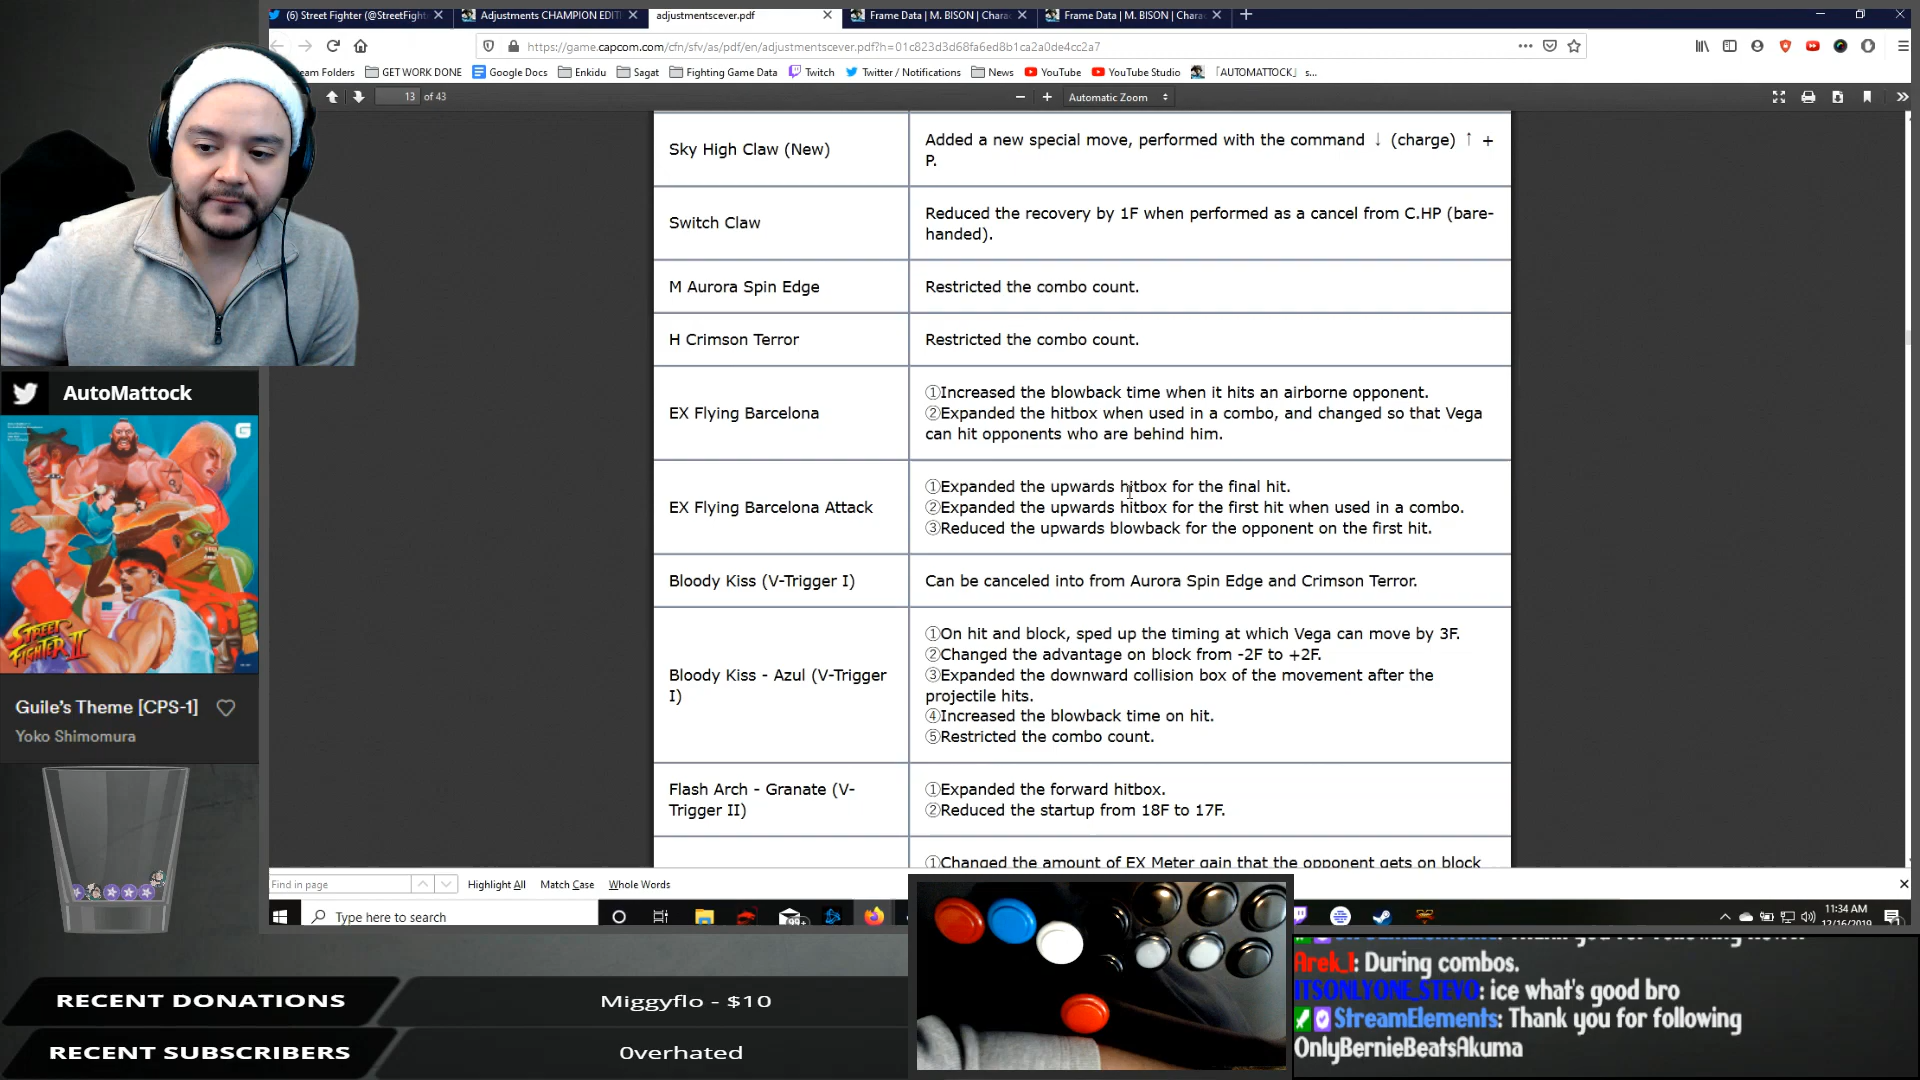 (6) Street Fighter (@StreetFight
Adjustments CHAMPION EDIT
adjustmentscever.pdf
Frame Data | M. BISON | Chara
Frame Data | M. BISON | Chara
https://game.capcom.com/cfn/sfv/as/pdf/en/adjustmentscever.pdf?h=01c823d3d68fa6ed8b1ca2a0de4cc2a7
eam Folders
GET WORK DONE
Google Docs
Enkidu
Sagat
Fighting Game Data
Twitch
Twitter / Notifications
News
YouTube
YouTube Studio
「AUTOMATTOCK」 s...
13 of 43
Automatic Zoom
Sky High Claw (New)
Added a new special move, performed with the command ↓ (charge) ↑ +
P.
Switch Claw
Reduced the recovery by 1F when performed as a cancel from C.HP (bare-
handed).
M Aurora Spin Edge
Restricted the combo count.
H Crimson Terror
Restricted the combo count.
EX Flying Barcelona
①Increased the blowback time when it hits an airborne opponent.
②Expanded the hitbox when used in a combo, and changed so that Vega
can hit opponents who are behind him.
EX Flying Barcelona Attack
①Expanded the upwards hitbox for the final hit.
②Expanded the upwards hitbox for the first hit when used in a combo.
③Reduced the upwards blowback for the opponent on the first hit.
Bloody Kiss (V-Trigger I)
Can be canceled into from Aurora Spin Edge and Crimson Terror.
Bloody Kiss - Azul (V-Trigger
I)
①On hit and block, sped up the timing at which Vega can move by 3F.
②Changed the advantage on block from -2F to +2F.
③Expanded the downward collision box of the movement after the
projectile hits.
④Increased the blowback time on hit.
⑤Restricted the combo count.
Flash Arch - Granate (V-
Trigger II)
①Expanded the forward hitbox.
②Reduced the startup from 18F to 17F.
①Changed the amount of EX Meter gain that the opponent gets on block
Find in page
Highlight All
Match Case
Whole Words
Type here to search
99+
11:34 AM
12/16/2019
AutoMattock
STREET
FIGHTER II
Guile's Theme [CPS-1]
Yoko Shimomura
RECENT DONATIONS
Miggyflo - $10
RECENT SUBSCRIBERS
0verhated
Arek_I: During combos.
ITSONLYONE_STEVO: ice what's good bro
StreamElements: Thank you for following
OnlyBernieBeatsAkuma